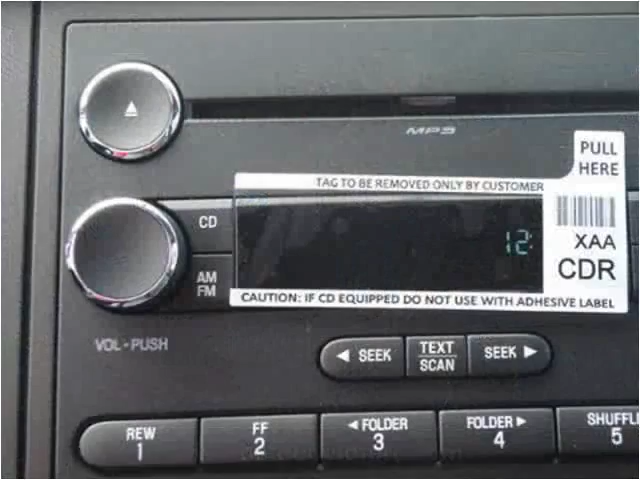 MP3
PULL
HERE
TAG TO BE REMOVED ONLY BY CUSTOMER
CD
12:
XAA
CDR
AM
FM
CAUTION: IF CD EQUIPPED DO NOT USE WITH ADHESIVE LABEL
VOL-PUSH
◄ SEEK
TEXT
SCAN
SEEK ►
REW
1
FF
2
◄ FOLDER
3
FOLDER ►
4
SHUFFL
5